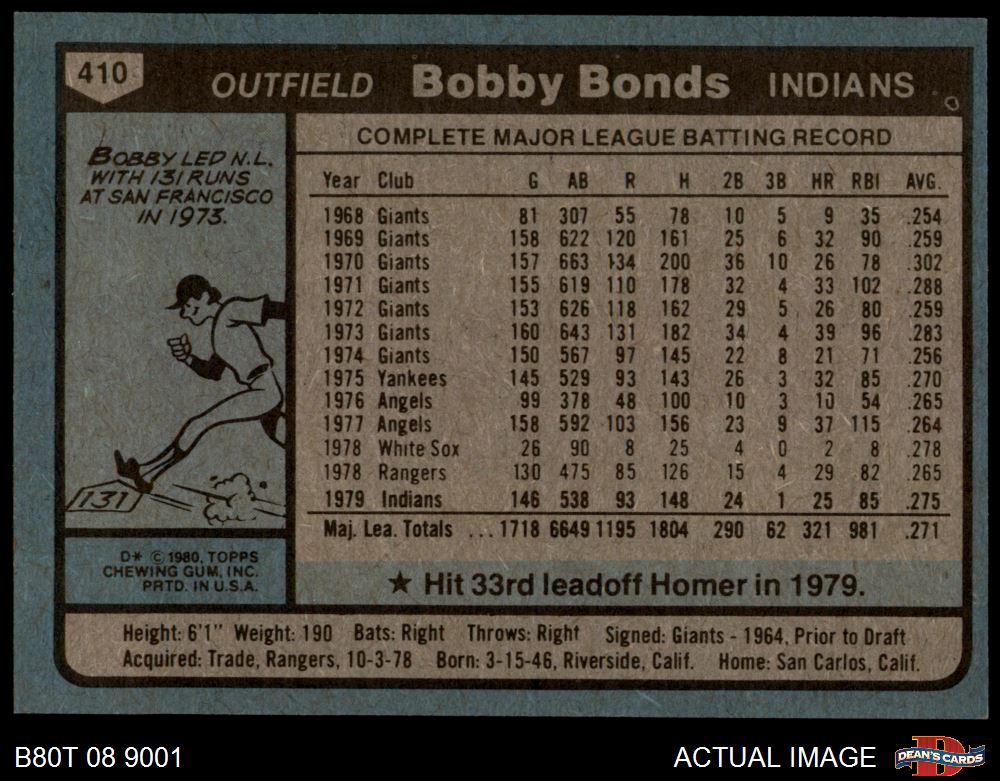 410 OUTFIELD Bobby Bonds INDIANS
BOBBY LED N.L.
WITH 131 RUNS
AT SAN FRANCISCO
IN 1973.
131
D* © 1980, TOPPS
CHEWING GUM, INC.
PRTD. IN U.S.A.
COMPLETE MAJOR LEAGUE BATTING RECORD
Year Club G AB R H 2B 3B HR RBI AVG.
1968 Giants 81 307 55 78 10 5 9 35 .254
1969 Giants 158 622 120 161 25 6 32 90 .259
1970 Giants 157 663 134 200 36 10 26 78 .302
1971 Giants 155 619 110 178 32 4 33 102 .288
1972 Giants 153 626 118 162 29 5 26 80 .259
1973 Giants 160 643 131 182 34 4 39 96 .283
1974 Giants 150 567 97 145 22 8 21 71 .256
1975 Yankees 145 529 93 143 26 3 32 85 .270
1976 Angels 99 378 48 100 10 3 10 54 .265
1977 Angels 158 592 103 156 23 9 37 115 .264
1978 White Sox 26 90 8 25 4 0 2 8 .278
1978 Rangers 130 475 85 126 15 4 29 82 .265
1979 Indians 146 538 93 148 24 1 25 85 .275
Maj. Lea. Totals ... 1718 6649 1195 1804 290 62 321 981 .271
★ Hit 33rd leadoff Homer in 1979.
Height: 6'1" Weight: 190 Bats: Right Throws: Right Signed: Giants - 1964, Prior to Draft
Acquired: Trade, Rangers, 10-3-78 Born: 3-15-46, Riverside, Calif. Home: San Carlos, Calif.
B80T 08 9001 ACTUAL IMAGE D DEAN'S CARDS